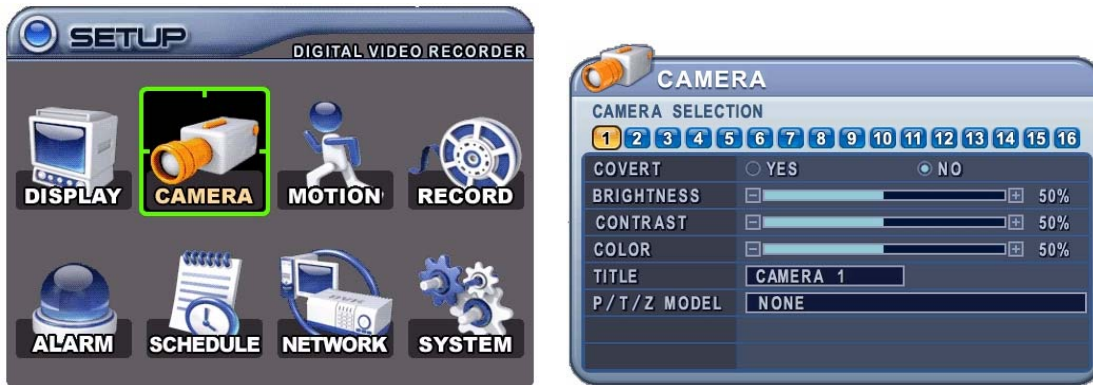 SETUP
DIGITAL VIDEO RECORDER
DISPLAY CAMERA MOTION RECORD
ALARM SCHEDULE NETWORK SYSTEM
DVR
CAMERA
CAMERA SELECTION
1 2 3 4 5 6 7 8 9 10 11 12 13 14 15 16
COVERT YES NO
BRIGHTNESS 50%
CONTRAST 50%
COLOR 50%
TITLE CAMERA 1
P/T/Z MODEL NONE